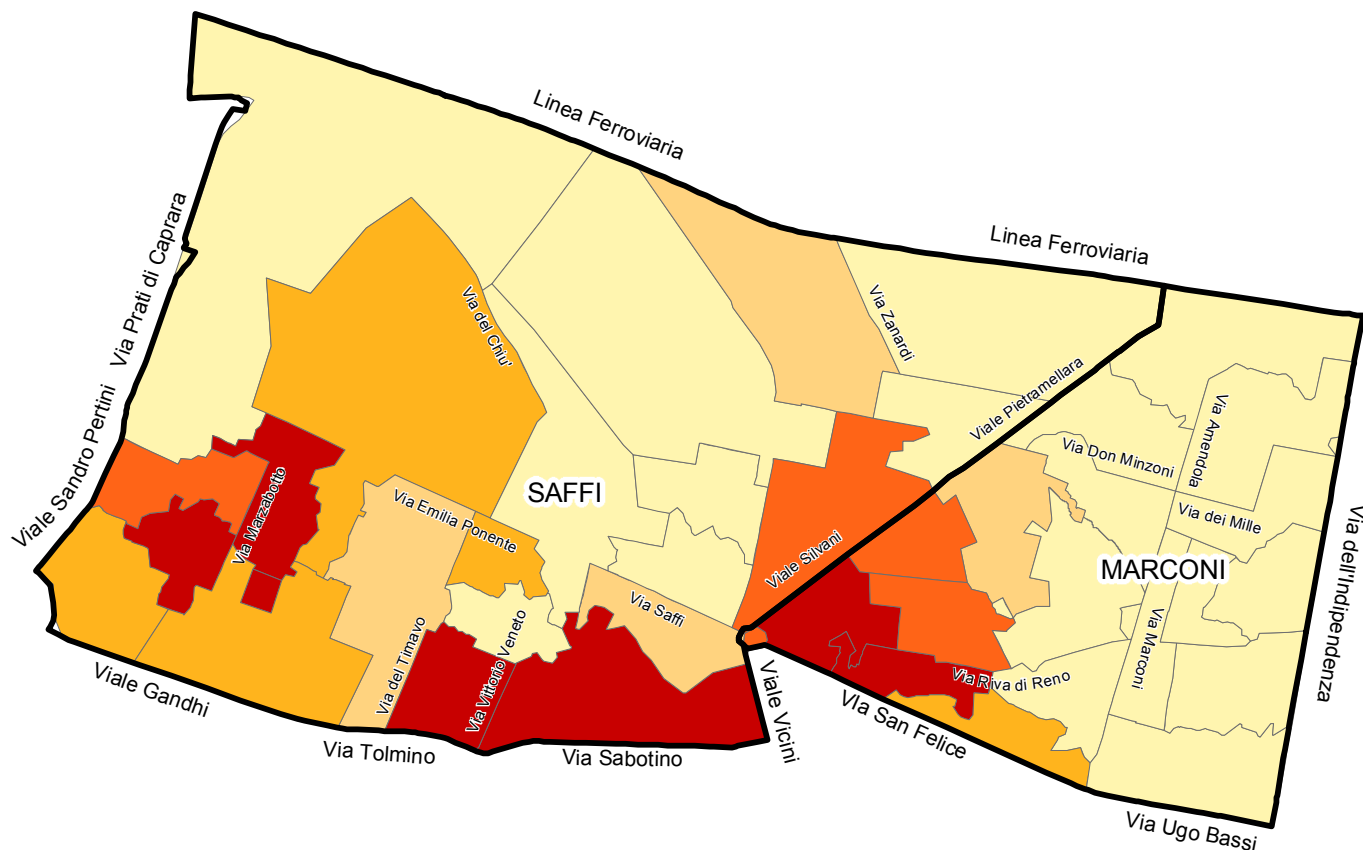 Linea Ferroviaria
Linea Ferroviaria
Via Prati di Caprara
Via del Chiu'
Via Zanardi
Viale Pietramellara
Via Amendola
Via Don Minzoni
Viale Sandro Pertini
Via Marzabotto
Via Emilia Ponente
SAFFI
Via dei Mille
Viale Silvani
MARCONI
Via dell'Indipendenza
Via Saffi
Via Marconi
Via del Timavo
Via Vittorio Veneto
Via Riva di Reno
Viale Gandhi
Viale Vicini
VIa San Felice
Via Tolmino
Via Sabotino
Via Ugo Bassi